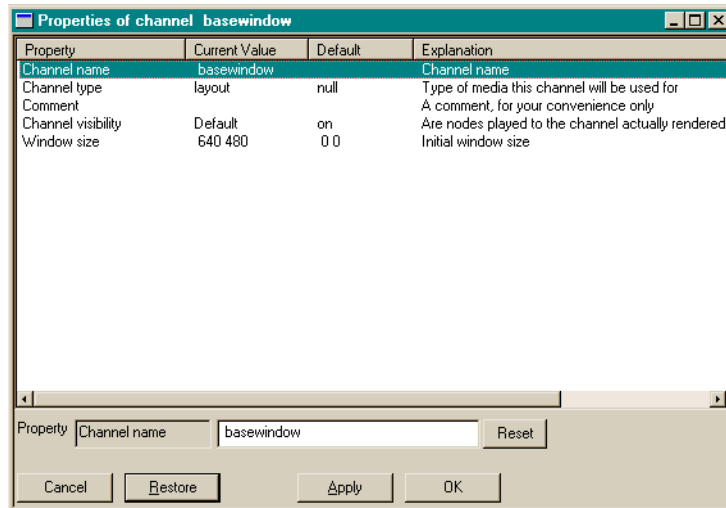 Properties of channel basewindow
Property Current Value Default Explanation
Channel name basewindow Channel name
Channel type layout null Type of media this channel will be used for
Comment A comment, for your convenience only
Channel visibility Default on Are nodes played to the channel actually rendered
Window size 640 480 0 0 Initial window size
Property Channel name basewindow Reset
Cancel Restore Apply OK